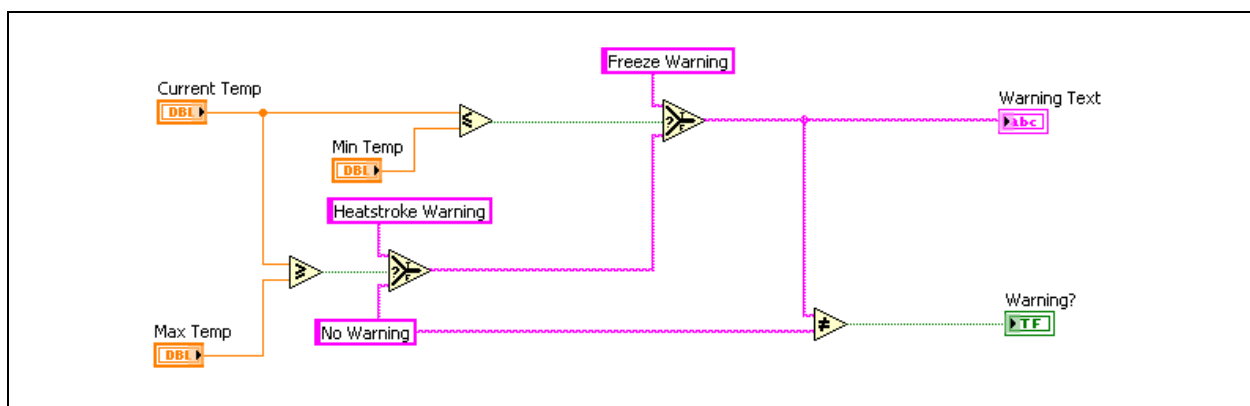 Freeze Warning
Current Temp
DBL
≤
?
T
F
Warning Text
abc
Min Temp
DBL
Heatstroke Warning
≥
?
T
F
Max Temp
DBL
No Warning
≠
Warning?
TF